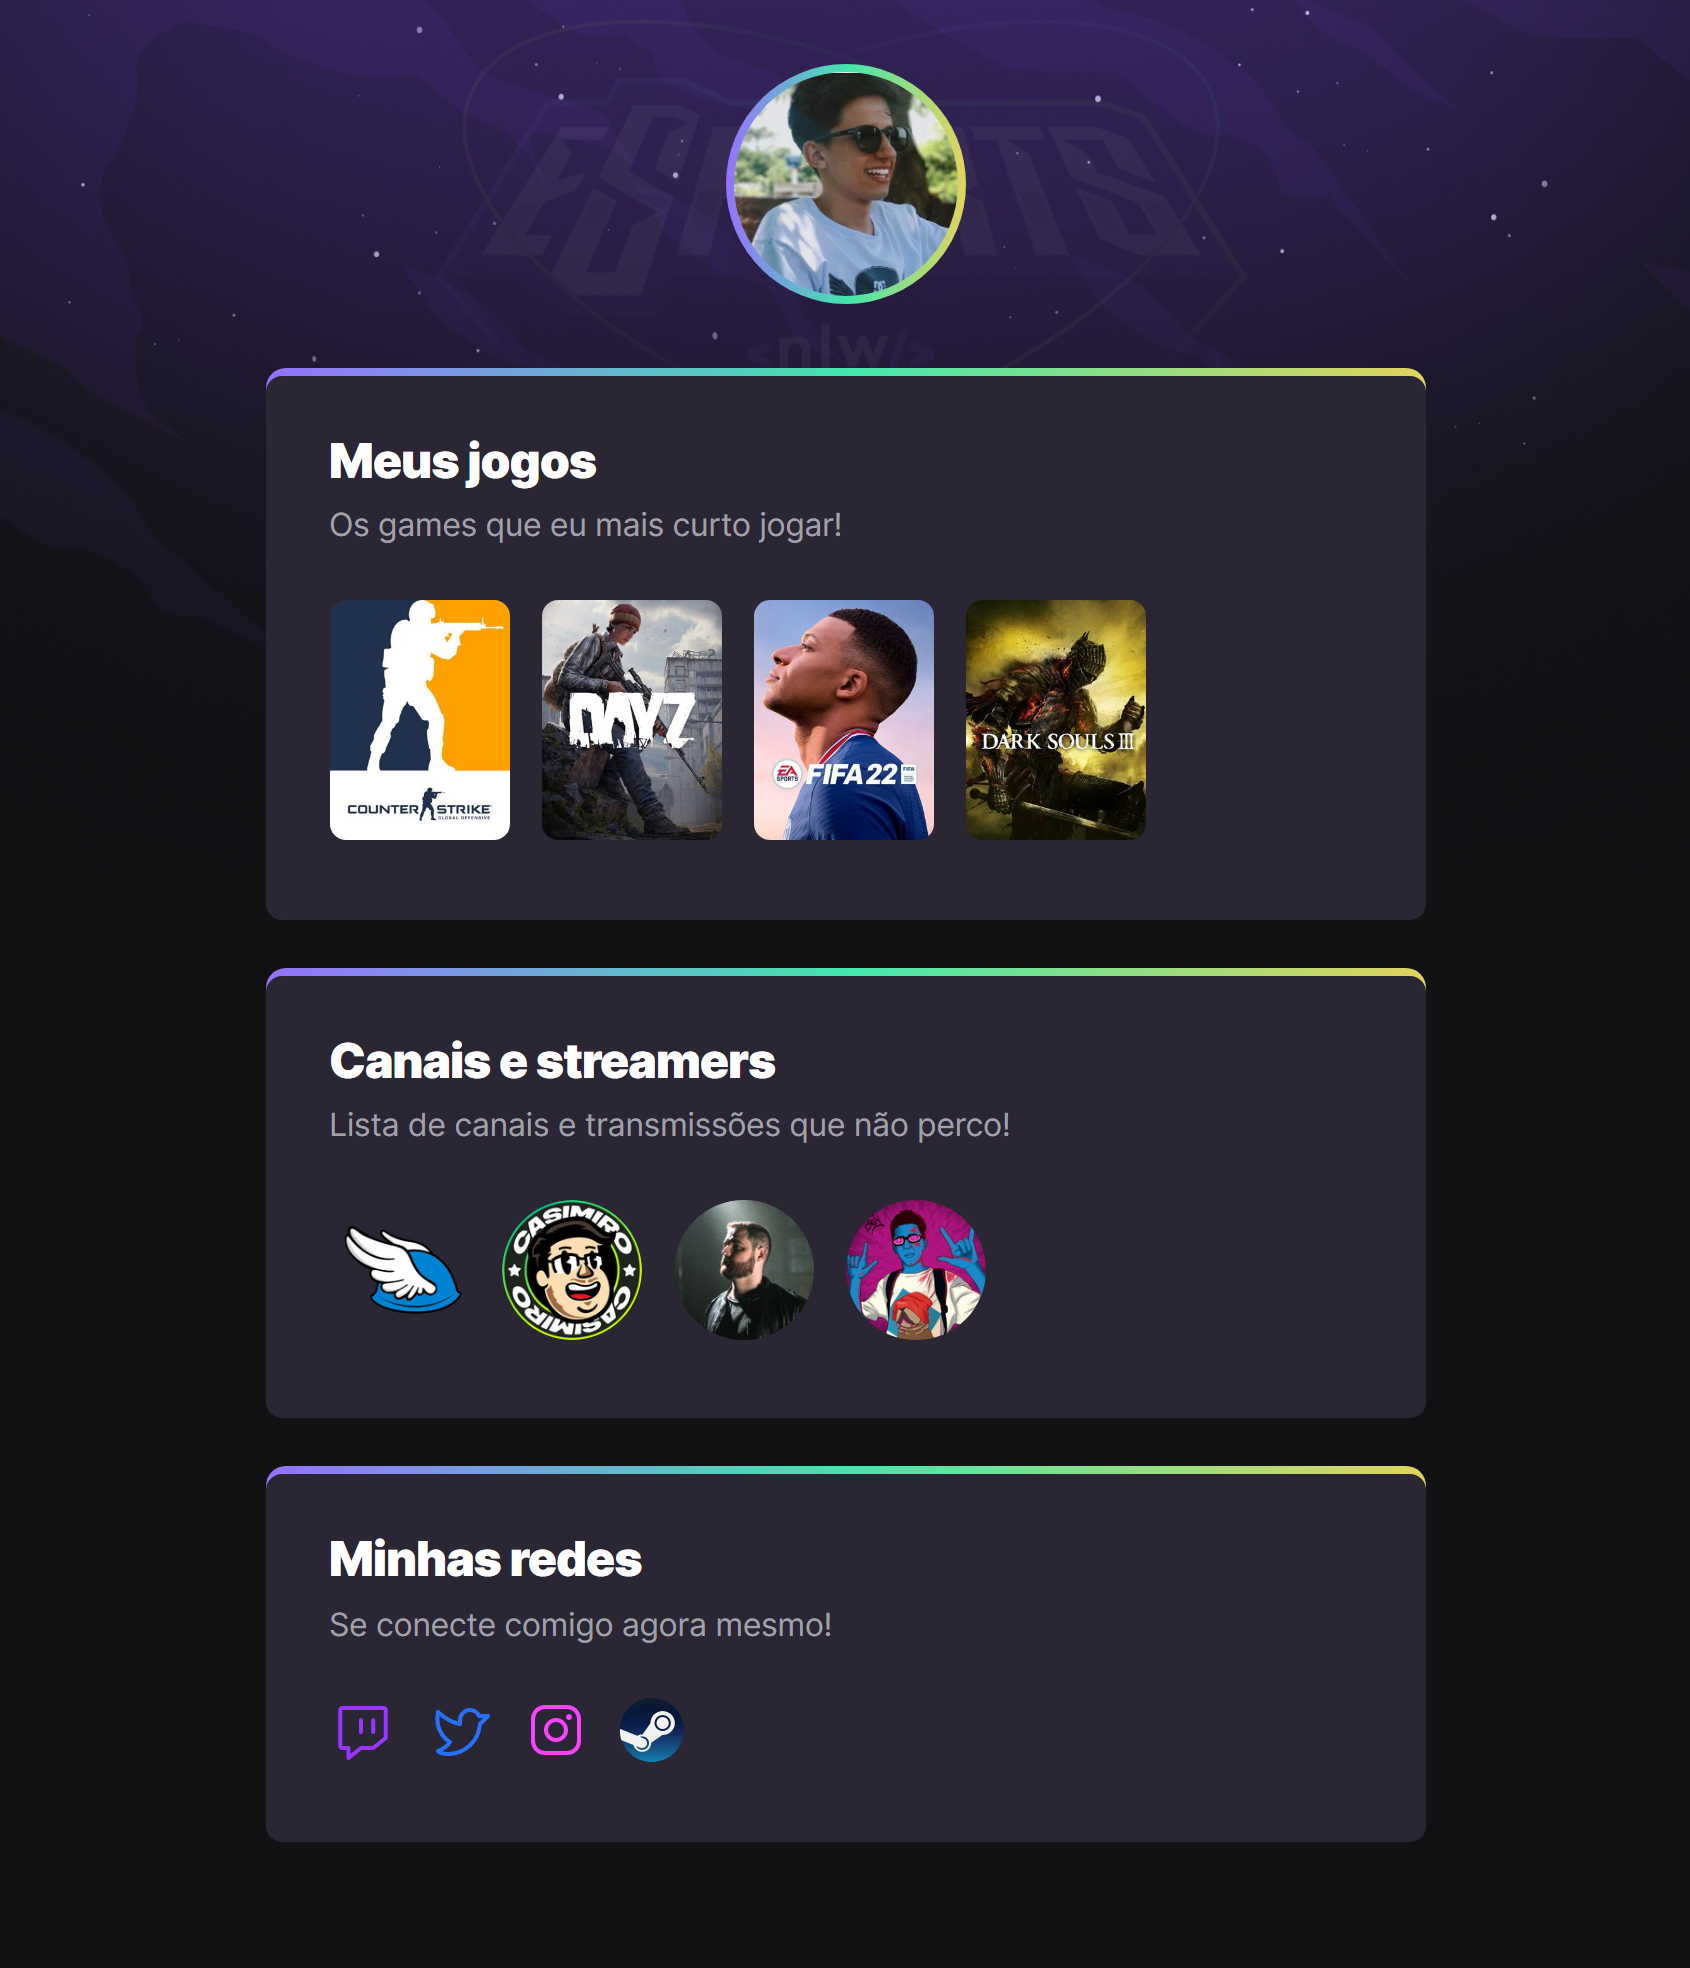 ESPORTS
<nlw/>
Meus jogos
Os games que eu mais curto jogar!
COUNTER STRIKE
GLOBAL OFFENSIVE
DAYZ
EA SPORTS FIFA 22 FIFA
DARK SOULS III
Canais e streamers
Lista de canais e transmissões que não perco!
CASIMIRO
CASIMIRO
Minhas redes
Se conecte comigo agora mesmo!